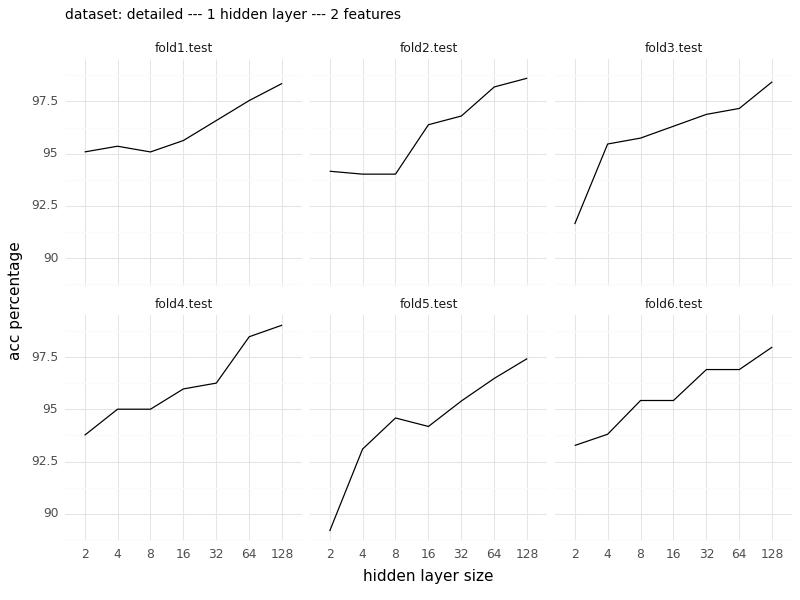 dataset: detailed --- 1 hidden layer --- 2 features
fold1.test fold2.test fold3.test
97.5
95
92.5
90
acc percentage
fold4.test fold5.test fold6.test
97.5
95
92.5
90
2 4 8 16 32 64 128 2 4 8 16 32 64 128 2 4 8 16 32 64 128
hidden layer size